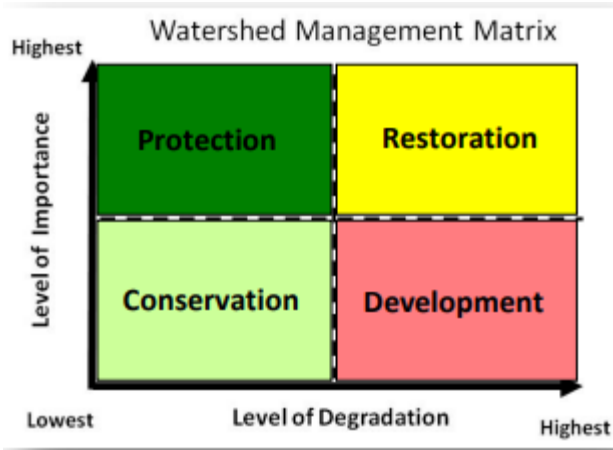 Watershed Management Matrix
Highest
Level of Importance
Protection
Restoration
Conservation
Development
Lowest
Level of Degradation
Highest